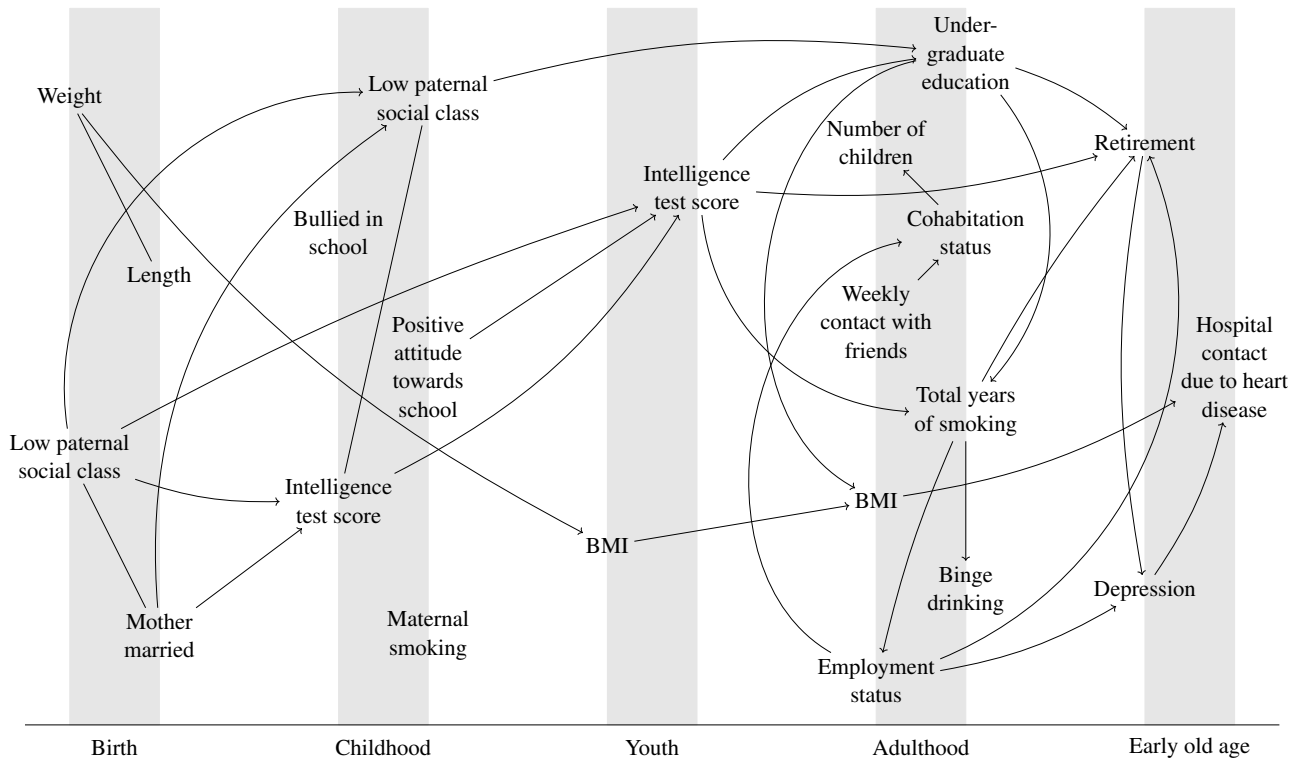 Under-
graduate
education
Low paternal
social class
Weight
Number of
children
Retirement
Intelligence
test score
Bullied in
school
Cohabitation
status
Length
Weekly
contact with
friends
Positive
attitude
towards
school
Hospital
contact
due to heart
disease
Total years
of smoking
Low paternal
social class
Intelligence
test score
BMI
BMI
Binge
drinking
Depression
Mother
married
Maternal
smoking
Employment
status
Birth
Childhood
Youth
Adulthood
Early old age